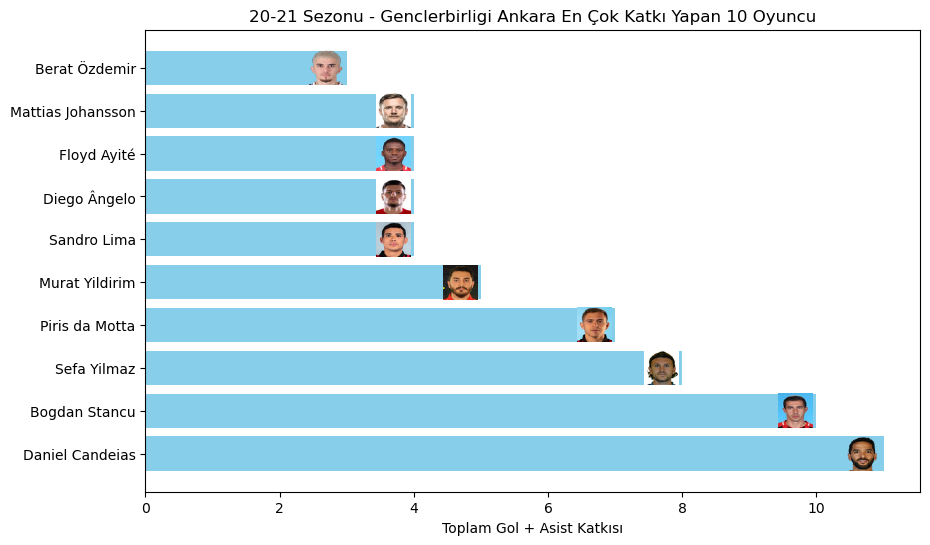 20-21 Sezonu - Genclerbirligi Ankara En Çok Katkı Yapan 10 Oyuncu
Berat Özdemir
Mattias Johansson
Floyd Ayité
Diego Ângelo
Sandro Lima
Murat Yildirim
Piris da Motta
Sefa Yilmaz
Bogdan Stancu
Daniel Candeias
0 2 4 6 8 10
Toplam Gol + Asist Katkısı